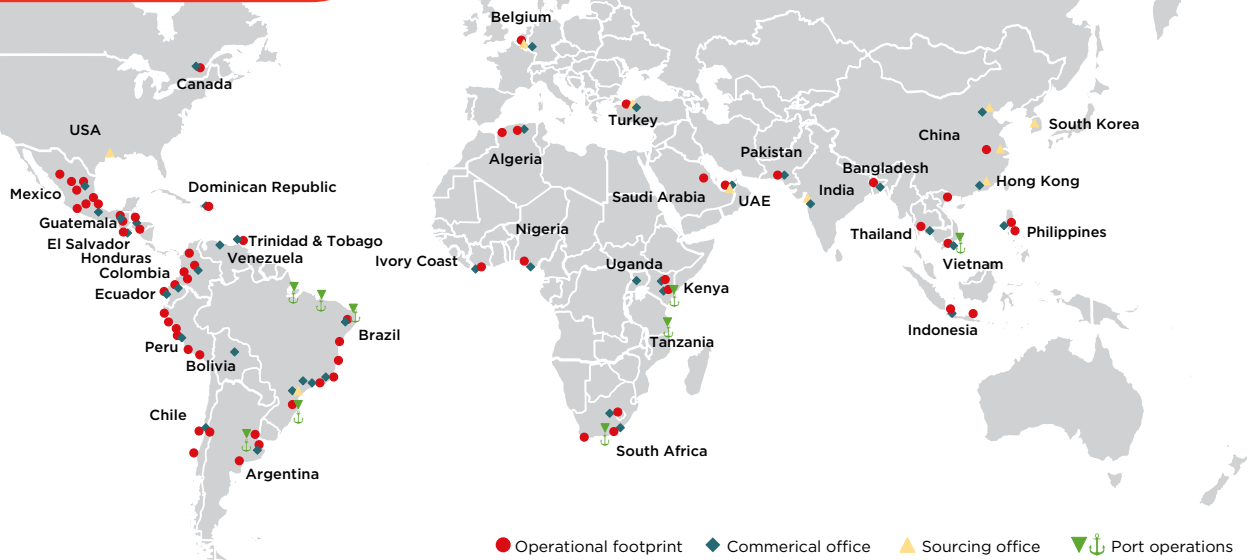 Belgium
Canada
USA
Turkey
South Korea
China
Algeria
Pakistan
Bangladesh
Hong Kong
Dominican Republic
Mexico
Saudi Arabia
UAE
India
Guatemala
Nigeria
Thailand
Philippines
El Salvador
Trinidad & Tobago
Honduras
Venezuela
Ivory Coast
Uganda
Vietnam
Colombia
Ecuador
Kenya
Indonesia
Brazil
Tanzania
Peru
Bolivia
Chile
South Africa
Argentina
Operational footprint
Commerical office
Sourcing office
Port operations